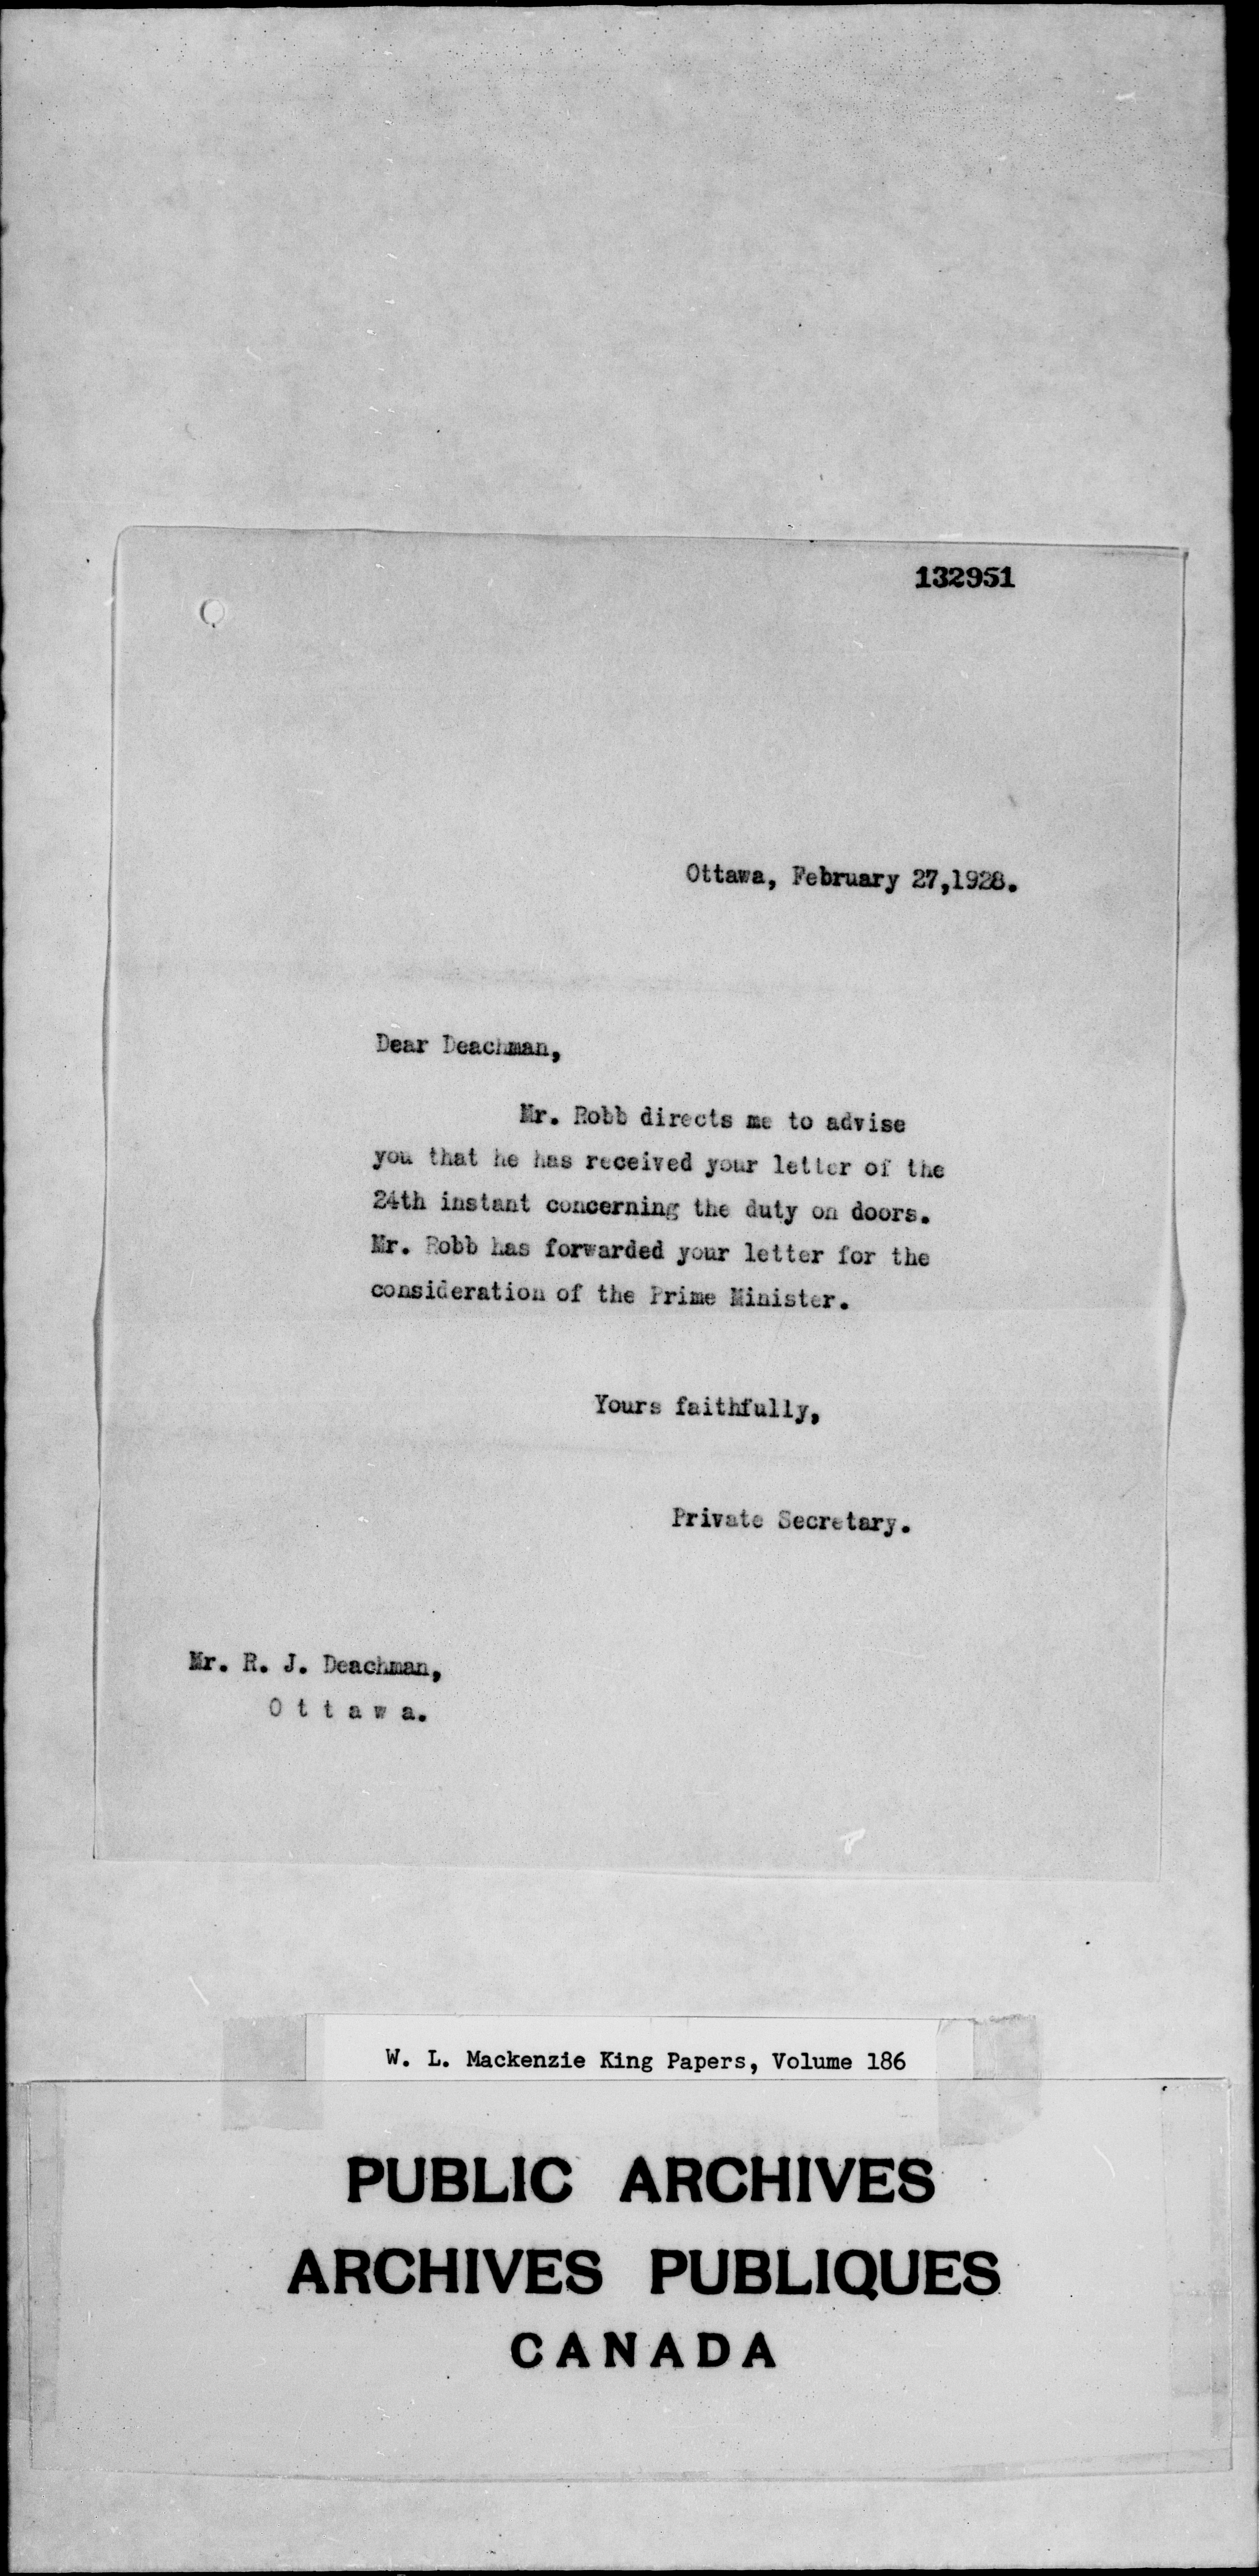 132951
Ottawa, February 27,1928.
Dear Deachman,
Mr. Robb directs me to advise
you that he has received your letter of the
24th instant concerning the duty on doors.
Mr. Robb has forwarded your letter for the
consideration of the Prime Minister.
Yours faithfully,
Private Secretary.
Mr. R. J. Deachman,
O t t a w a.
W. L. Mackenzie King Papers, Volume 186
PUBLIC ARCHIVES
ARCHIVES PUBLIQUES
CANADA